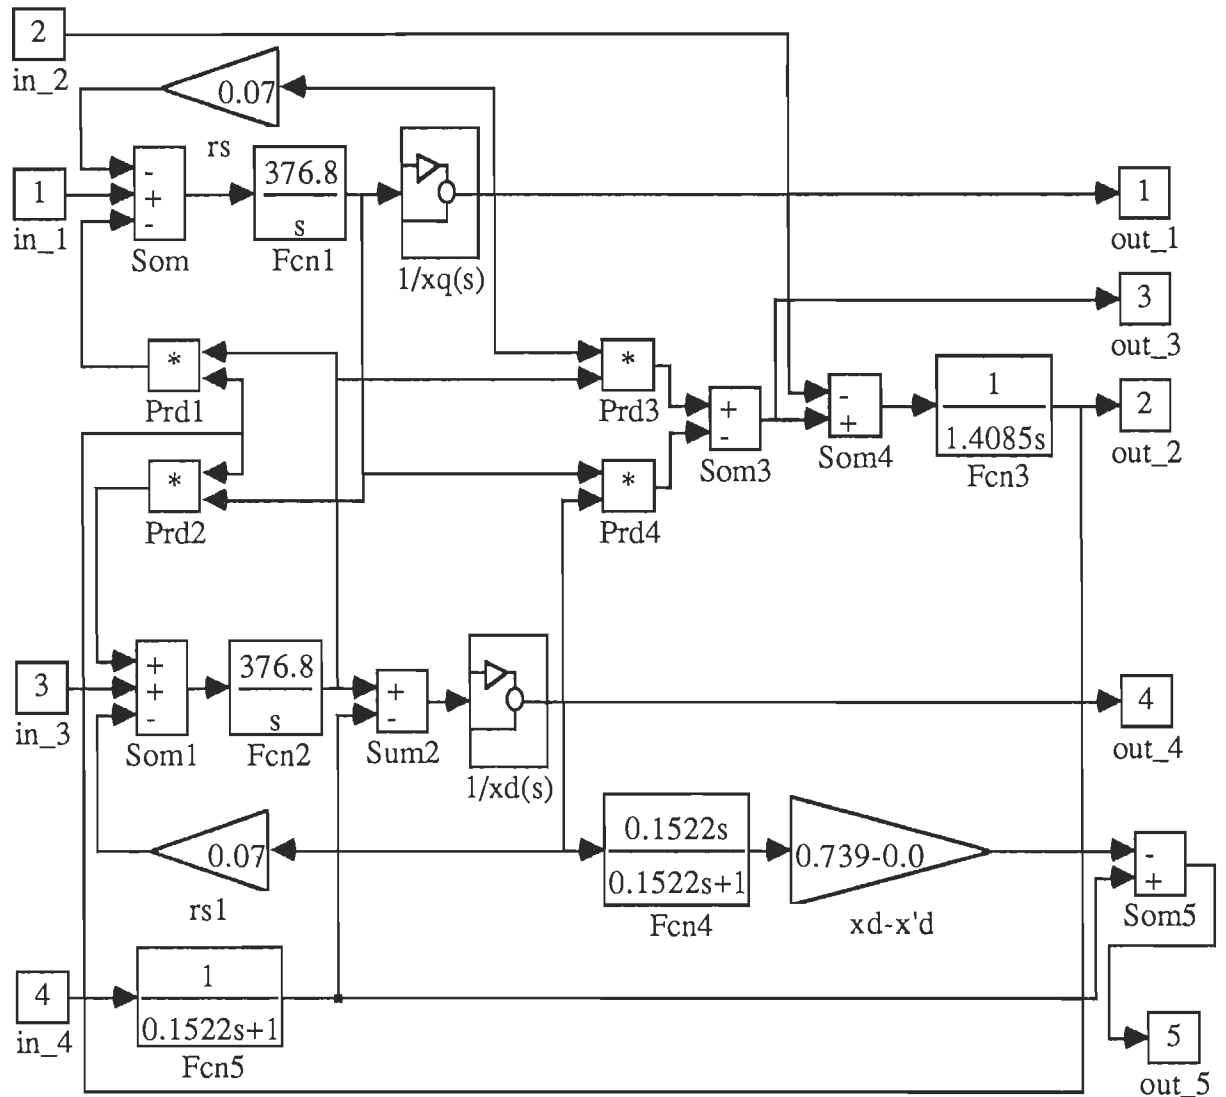 2
in_2
0.07
rs
1
in_1
-
+
-
Som
376.8
s
Fcn1
1/xq(s)
1
out_1
3
out_3
*
Prd1
*
Prd3
+
-
Som3
-
+
Som4
1
1.4085s
Fcn3
2
out_2
*
Prd2
*
Prd4
3
in_3
+
+
-
Som1
376.8
s
Fcn2
+
-
Sum2
1/xd(s)
4
out_4
0.07
rs1
0.1522s
0.1522s+1
Fcn4
0.739-0.0
xd-x'd
-
+
Som5
4
in_4
1
0.1522s+1
Fcn5
5
out_5